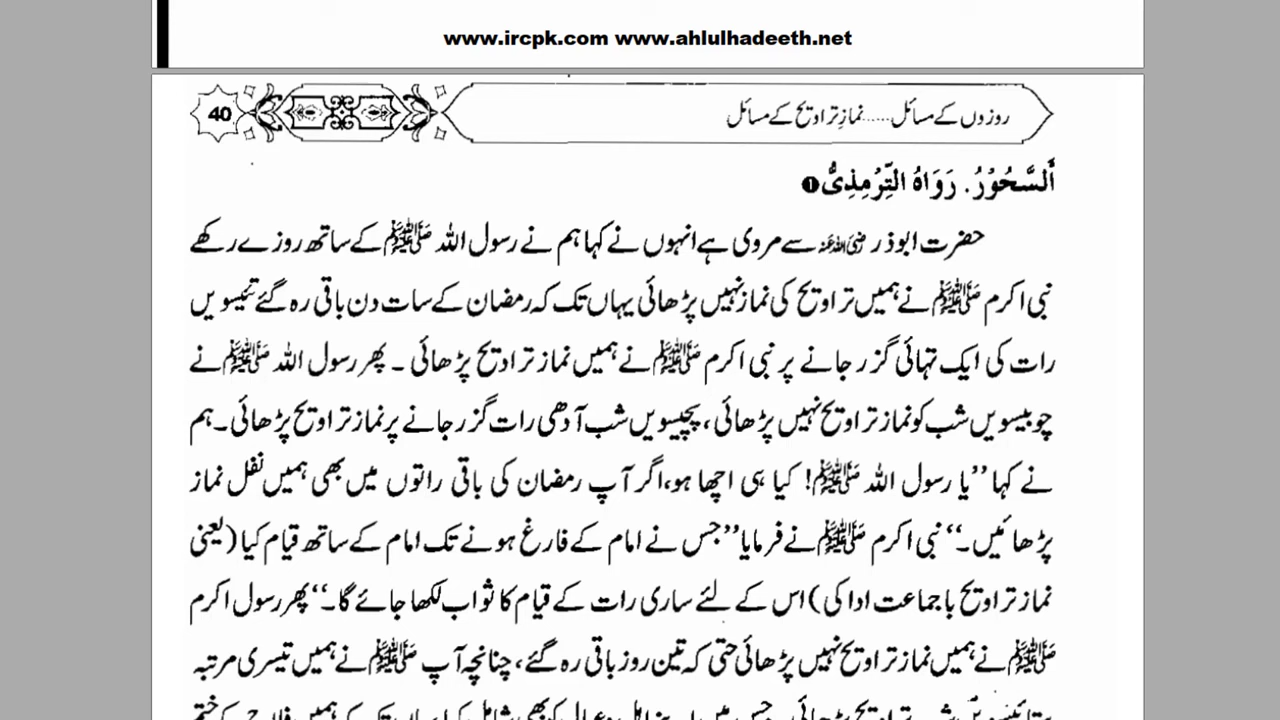 www.ircpk.com www.ahlulhadeeth.net
روزوں کے مسائل......نمازِ تراویح کے مسائل
40
أَلسَّحُوْرُ. رَوَاهُ التِّرْمِذِىُّ ❶
حضرت ابوذر رضی اللہ عنہ سے مروی ہے انہوں نے کہا ہم نے رسول اللہ ﷺ کے ساتھ روزے رکھے
نبی اکرم ﷺ نے ہمیں تراویح کی نماز نہیں پڑھائی یہاں تک کہ رمضان کے سات دن باقی رہ گئے تئیسویں
رات کی ایک تہائی گزر جانے پر نبی اکرم ﷺ نے ہمیں نماز تراویح پڑھائی ۔ پھر رسول اللہ ﷺ نے
چوبیسویں شب کو نماز تراویح نہیں پڑھائی، پچیسویں شب آدھی رات گزر جانے پر نماز تراویح پڑھائی۔ ہم
نے کہا ’’یا رسول اللہ ﷺ! کیا ہی اچھا ہو، اگر آپ رمضان کی باقی راتوں میں بھی ہمیں نفل نماز
پڑھائیں۔‘‘ نبی اکرم ﷺ نے فرمایا ’’جس نے امام کے فارغ ہونے تک امام کے ساتھ قیام کیا (یعنی
نماز تراویح باجماعت ادا کی) اس کے لئے ساری رات کے قیام کا ثواب لکھا جائے گا۔‘‘ پھر رسول اکرم
ﷺ نے ہمیں نماز تراویح نہیں پڑھائی حتی کہ تین روز باقی رہ گئے، چنانچہ آپ ﷺ نے ہمیں تیسری مرتبہ